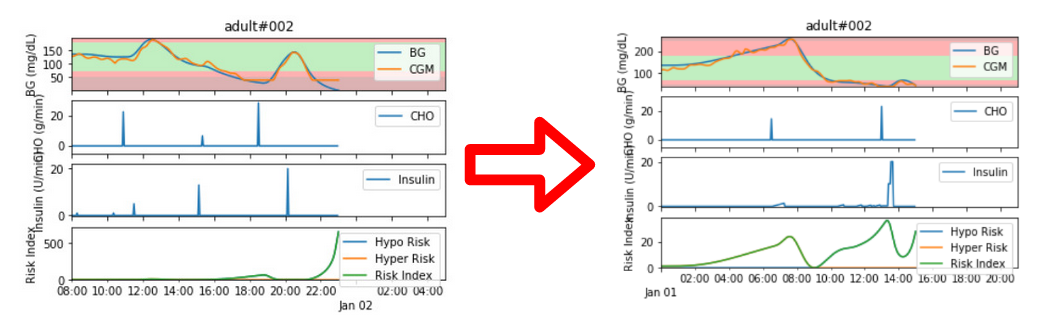 adult#002
BG (mg/dL)
150
100
50
BG
CGM
CHO (g/min)
20
0
CHO
Insulin (U/min)
20
0
Insulin
Risk Index
500
0
Hypo Risk
Hyper Risk
Risk Index
08:00 10:00 12:00 14:00 16:00 18:00 20:00 22:00 02:00 04:00
Jan 02
adult#002
BG (mg/dL)
200
100
BG
CGM
CHO (g/min)
20
0
CHO
Insulin (U/min)
20
0
Insulin
Risk Index
20
0
Hypo Risk
Hyper Risk
Risk Index
02:00 04:00 06:00 08:00 10:00 12:00 14:00 16:00 18:00 20:00
Jan 01